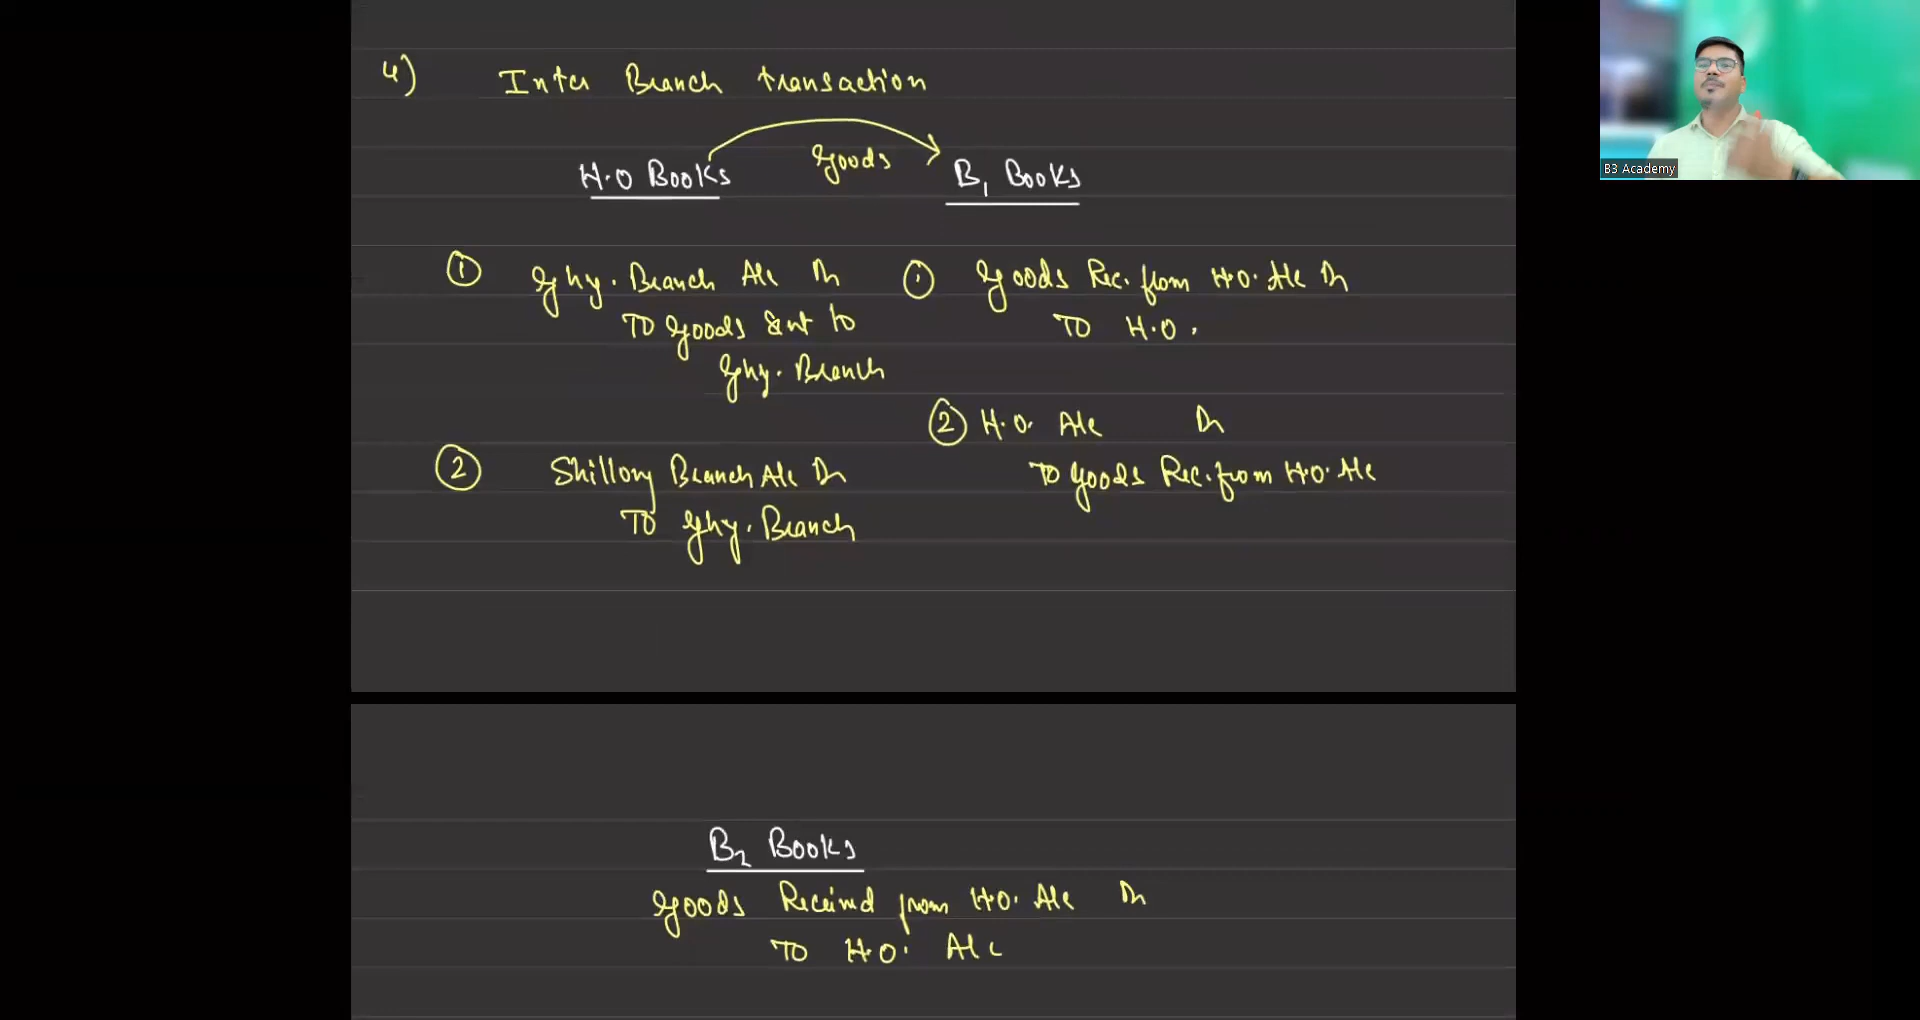 4) Inter Branch transaction
Goods
H.O Books B1 Books
① Ghy. Branch A/c Dr
To Goods Sent to
Ghy. Branch
① Goods Rec. from H.O. A/c Dr
To H.O.
② Shillong Branch A/c Dr
To Ghy. Branch
② H.O. A/c Dr
To Goods Rec. from H.O. A/c
B2 Books
Goods Received from H.O. A/c Dr
To H.O. A/c
B3 Academy